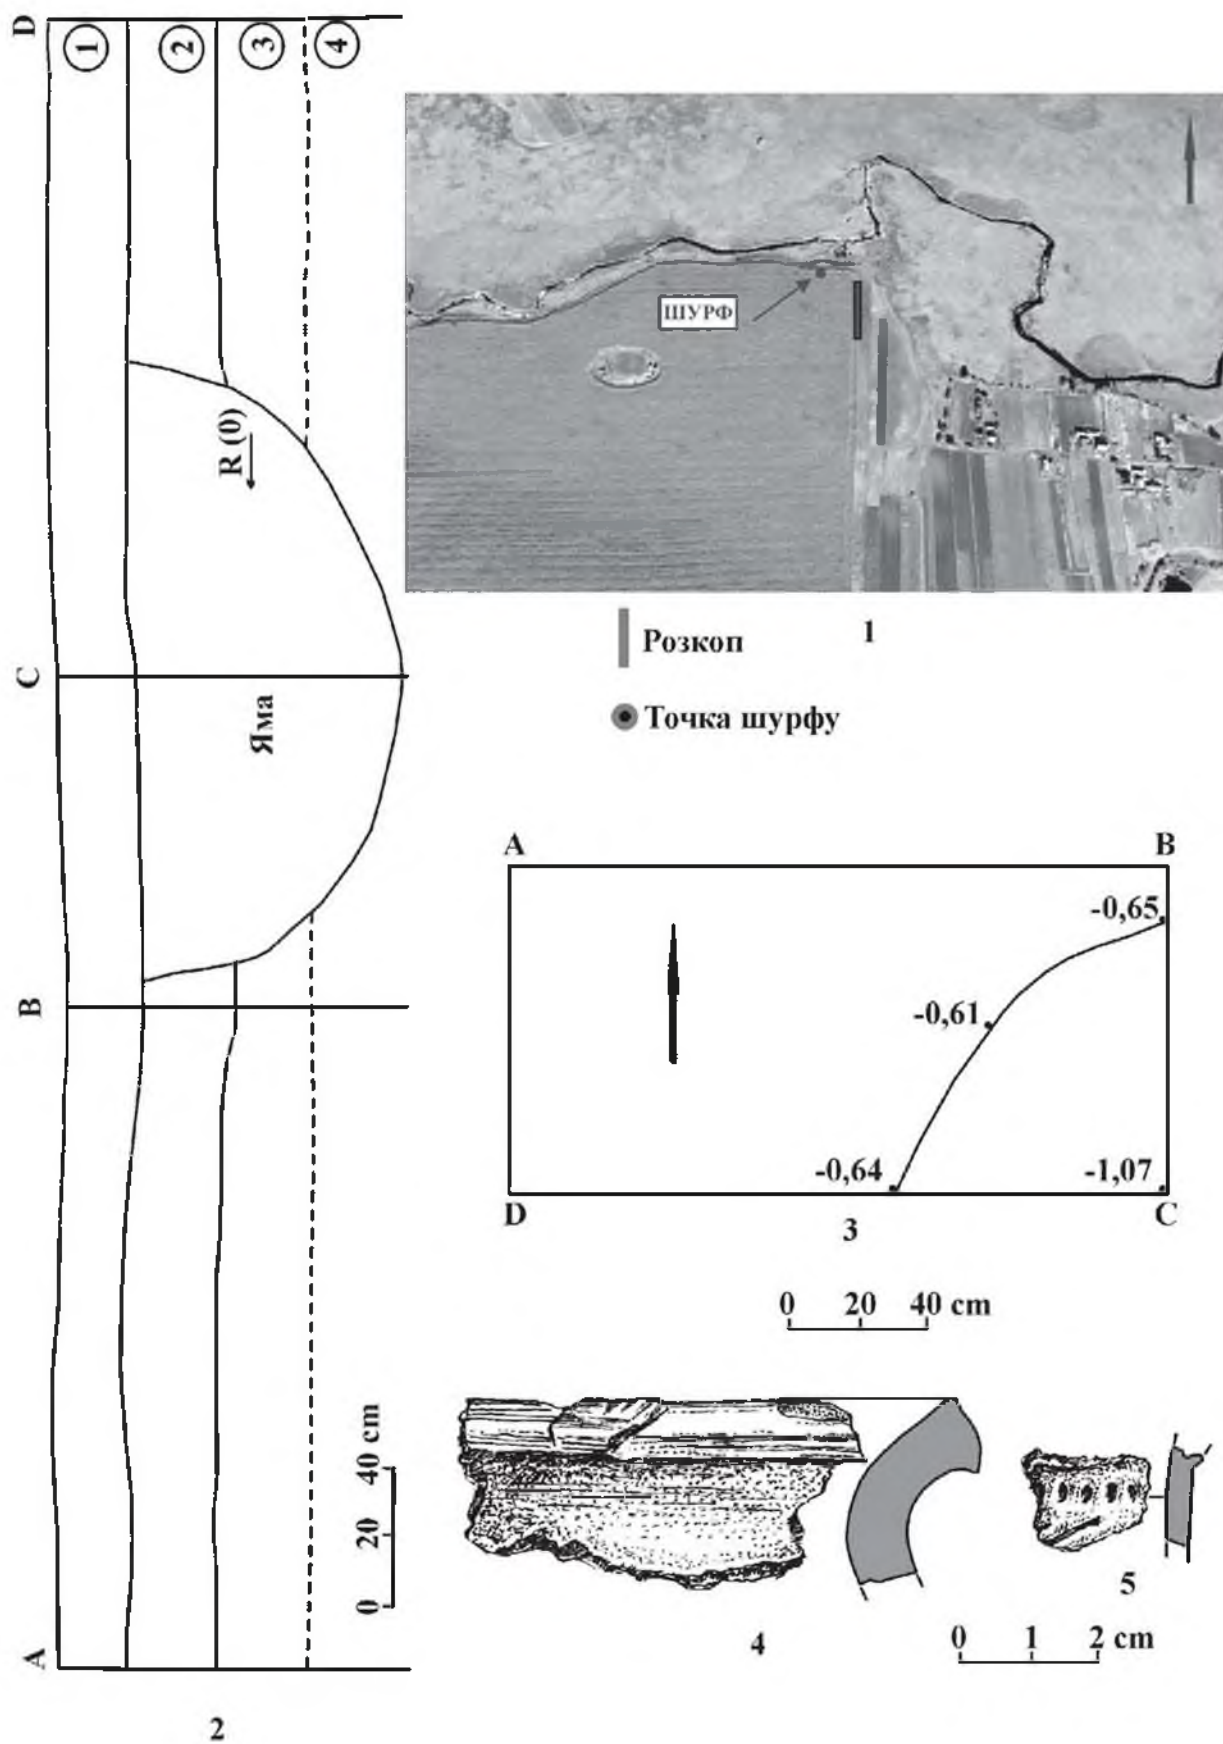 D
①
②
③
④
ШУРФ
R (0)
Розкоп
1
Точка шурфу
C
Яма
A
B
-0,65
-0,61
B
-0,64
-1,07
D
C
3
0 20 40 cm
0 20 40 cm
4
5
0 1 2 cm
A
2